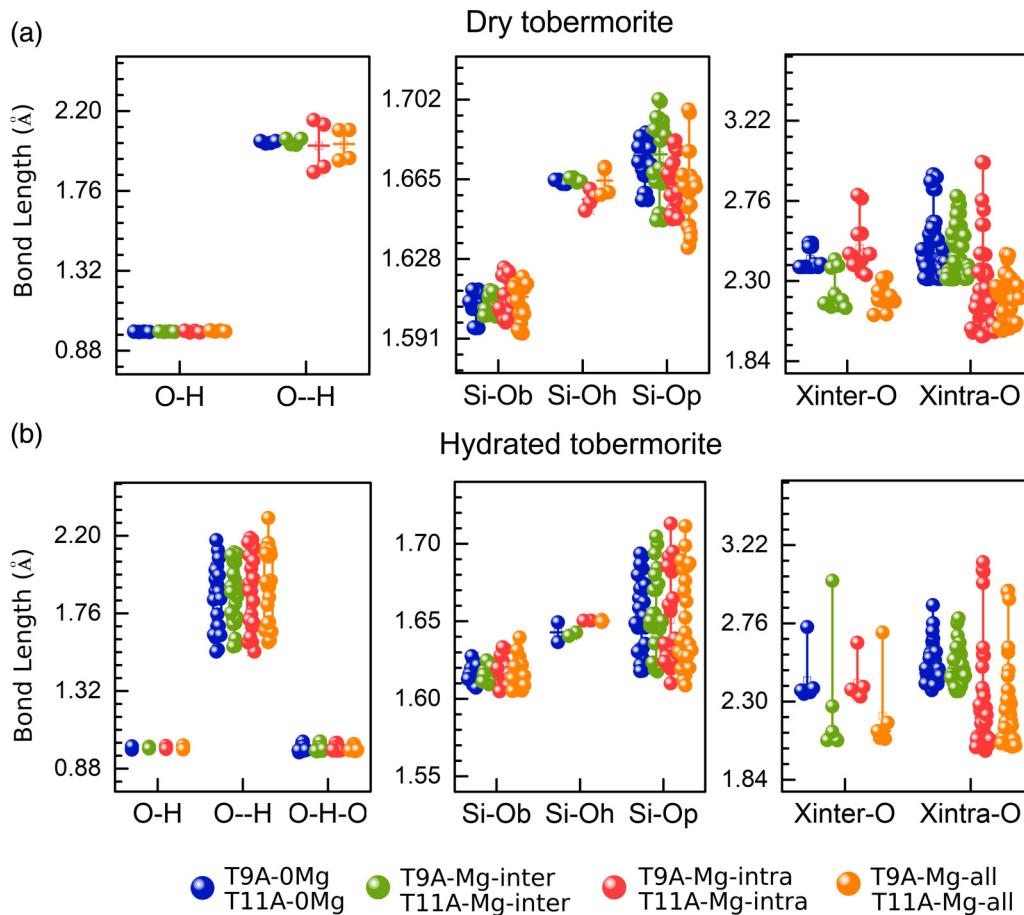 (a)
Dry tobermorite
Bond Length (Å)
2.20
1.76
1.32
0.88
O-H
O--H
1.702
1.665
1.628
1.591
Si-Ob
Si-Oh
Si-Op
3.22
2.76
2.30
1.84
Xinter-O
Xintra-O
(b)
Hydrated tobermorite
Bond Length (Å)
2.20
1.76
1.32
0.88
O-H
O--H
O-H-O
1.70
1.65
1.60
1.55
Si-Ob
Si-Oh
Si-Op
3.22
2.76
2.30
1.84
Xinter-O
Xintra-O
T9A-0Mg
T11A-0Mg
T9A-Mg-inter
T11A-Mg-inter
T9A-Mg-intra
T11A-Mg-intra
T9A-Mg-all
T11A-Mg-all